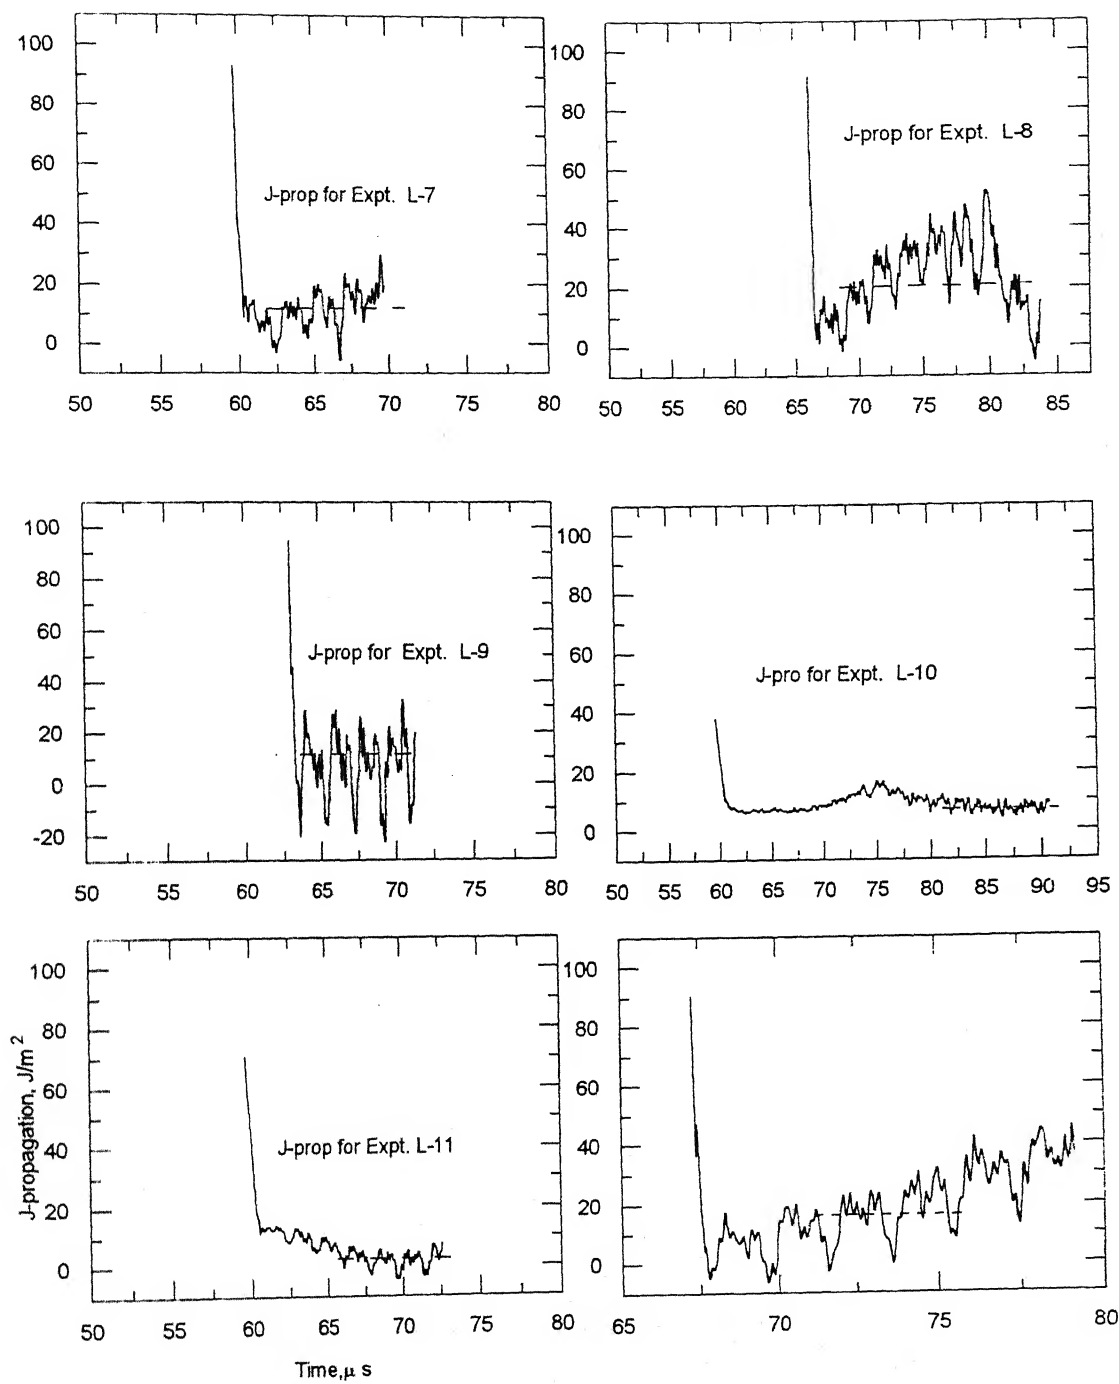 100
80
60
40
20
0
J-prop for Expt. L-7
50 55 60 65 70 75 80
100
80
60
40
20
0
J-prop for Expt. L-8
50 55 60 65 70 75 80 85
100
80
60
40
20
0
-20
J-prop for Expt. L-9
50 55 60 65 70 75 80
100
80
60
40
20
0
J-pro for Expt. L-10
50 55 60 65 70 75 80 85 90 95
J-propagation, J/m²
100
80
60
40
20
0
J-prop for Expt. L-11
50 55 60 65 70 75 80
Time,μ s
100
80
60
40
20
0
65 70 75 80